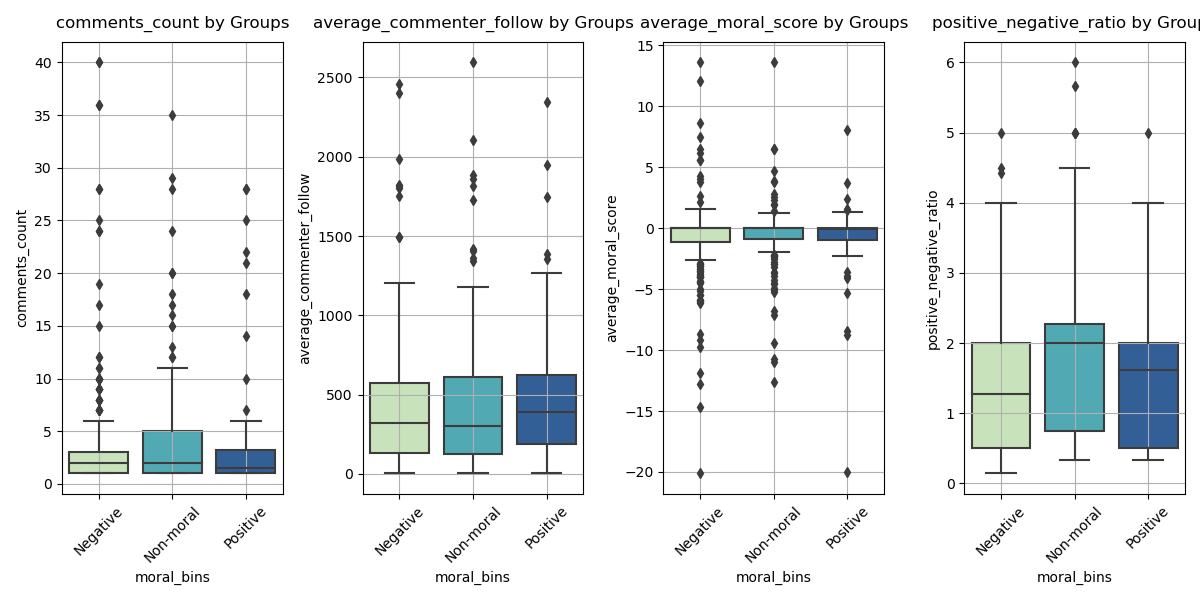 comments_count by Groups
comments_count
40
35
30
25
20
15
10
5
0
Negative
Non-moral
Positive
moral_bins
average_commenter_follow by Groups
average_commenter_follow
2500
2000
1500
1000
500
0
Negative
Non-moral
Positive
moral_bins
average_moral_score by Groups
average_moral_score
15
10
5
0
−5
−10
−15
−20
Negative
Non-moral
Positive
moral_bins
positive_negative_ratio by Grou
positive_negative_ratio
6
5
4
3
2
1
0
Negative
Non-moral
Positive
moral_bins